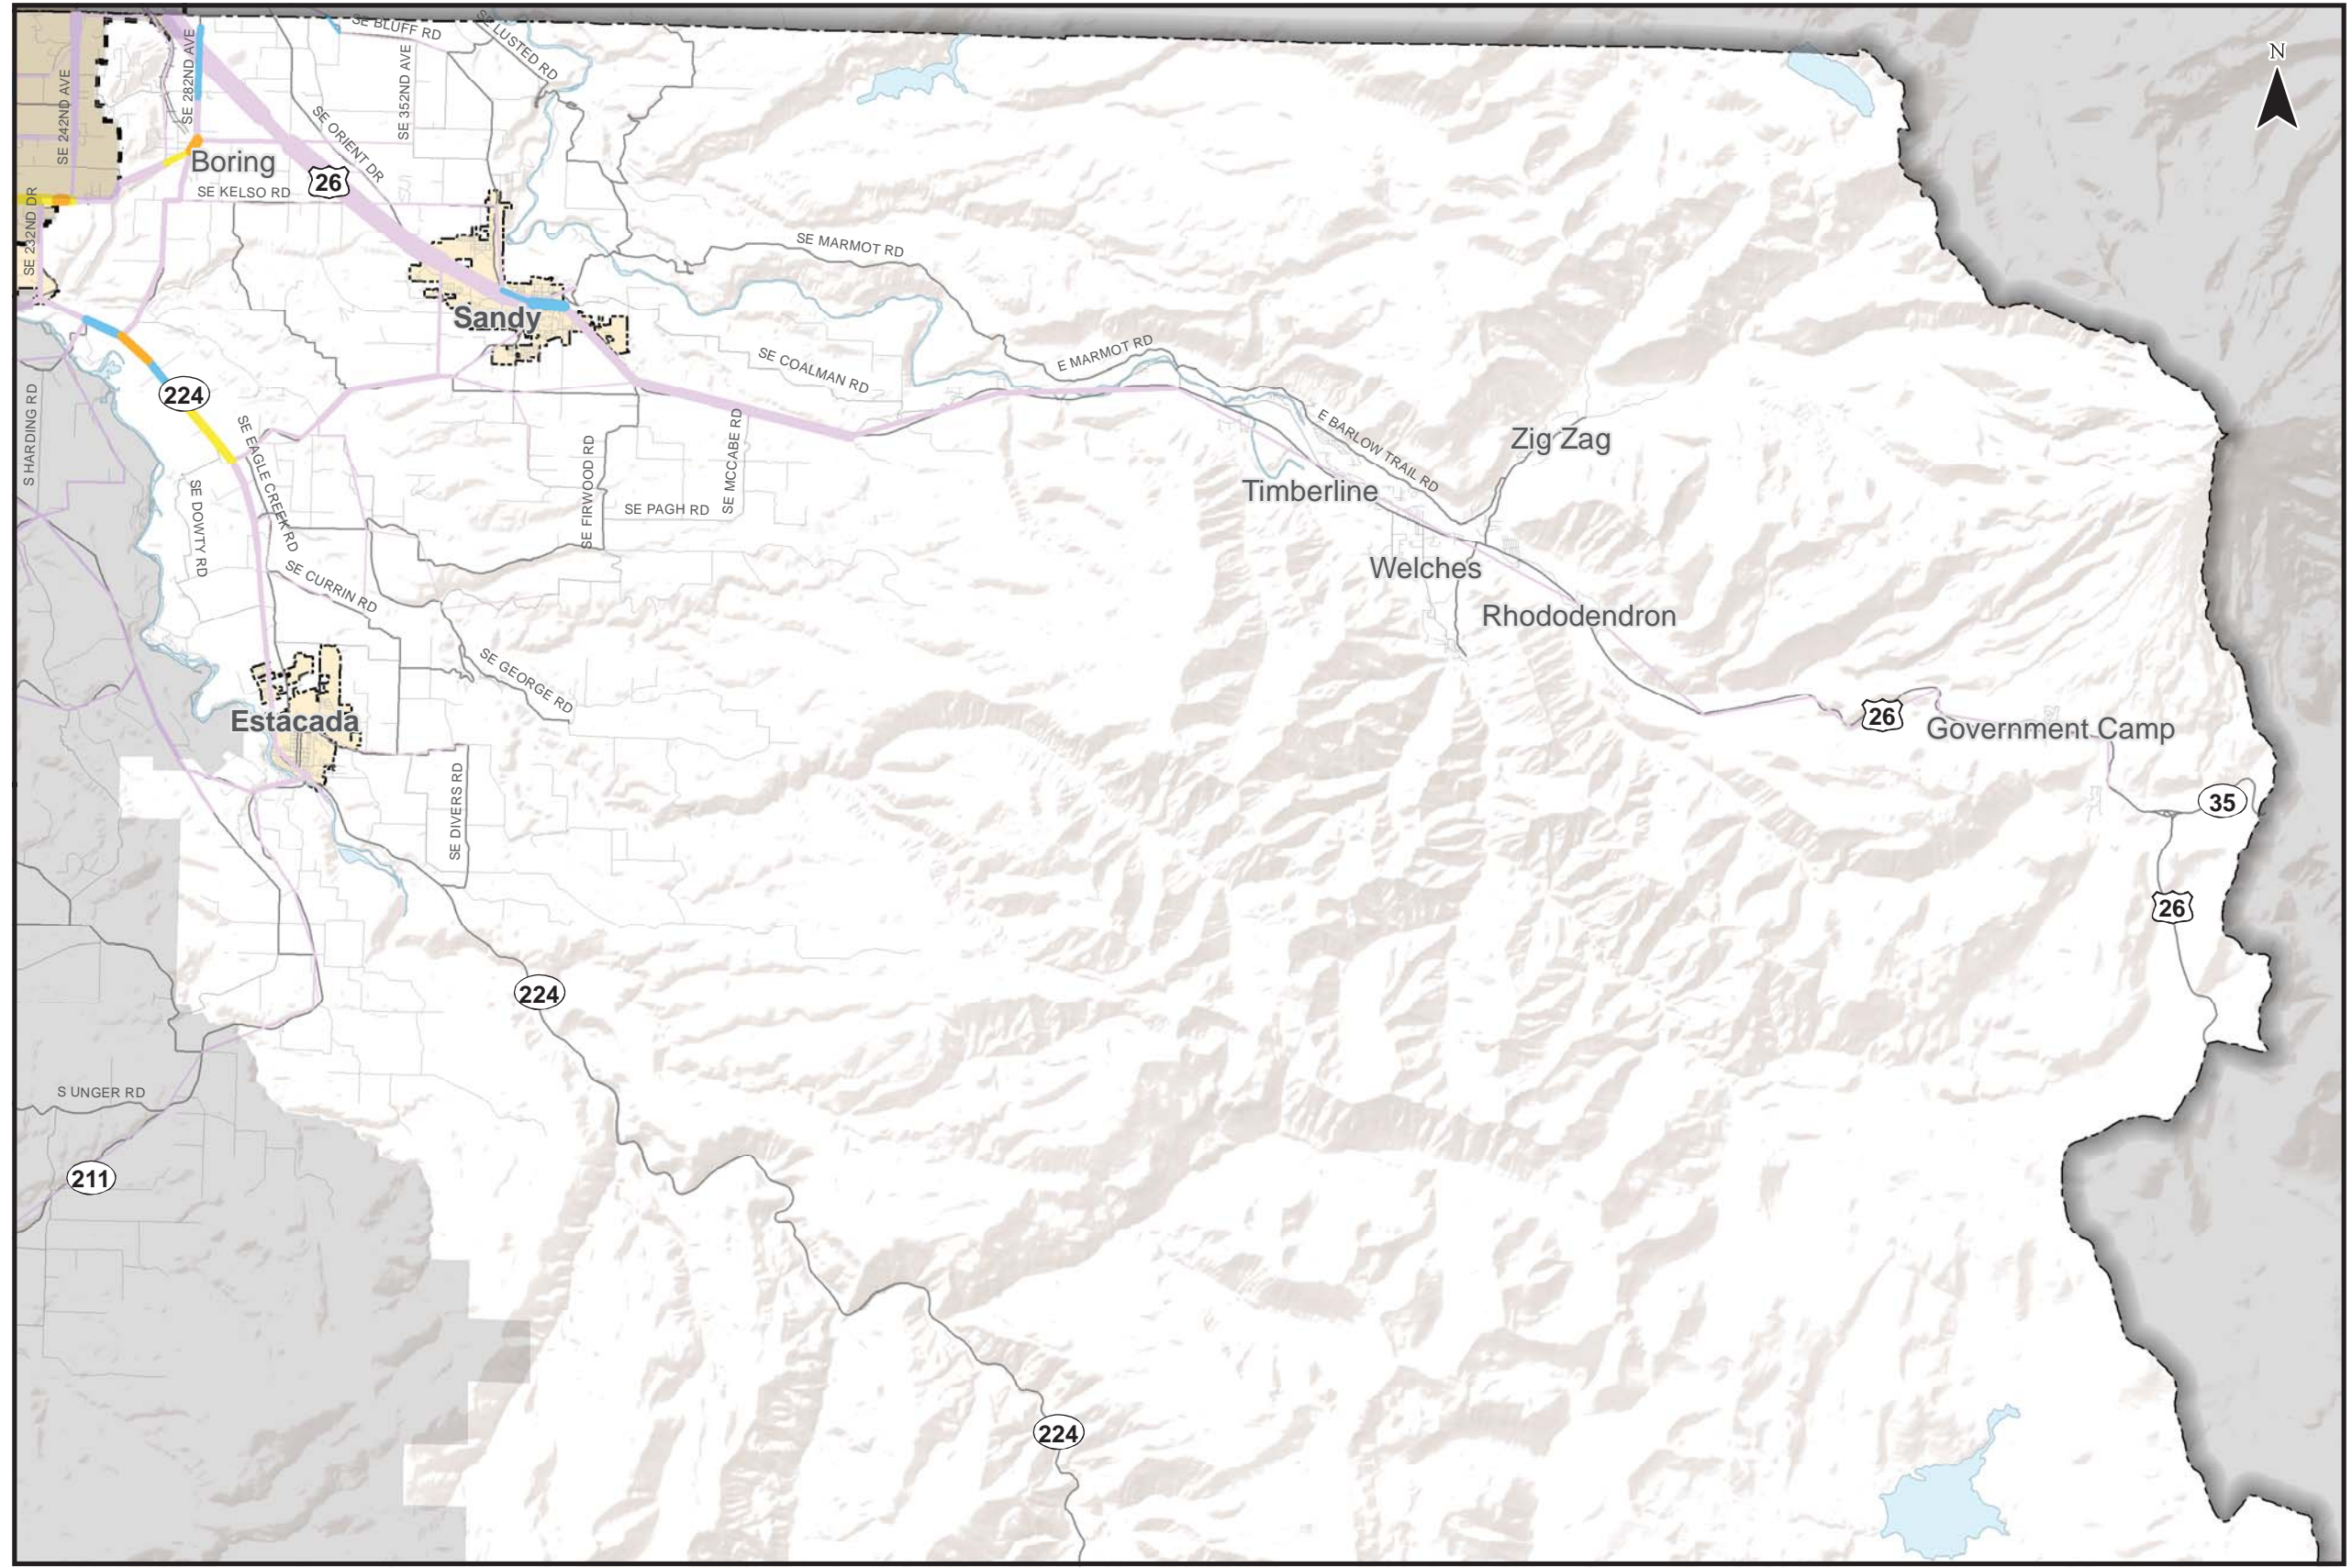 SE BLUFF RD
SE LUSTED RD
N
SE 282ND AVE
SE 352ND AVE
SE 242ND AVE
SE ORIENT DR
Boring
26
SE KELSO RD
SE 232ND DR
SE MARMOT RD
Sandy
SE COALMAN RD
E MARMOT RD
224
S HARDING RD
SE EAGLE CREEK RD
SE FIRWOOD RD
SE MCCABE RD
E BARLOW TRAIL RD
Zig Zag
Timberline
SE PAGH RD
SE DOWTY RD
Welches
SE CURRIN RD
Rhododendron
SE GEORGE RD
Estacada
26
Government Camp
SE DIVERS RD
35
26
224
S UNGER RD
211
224